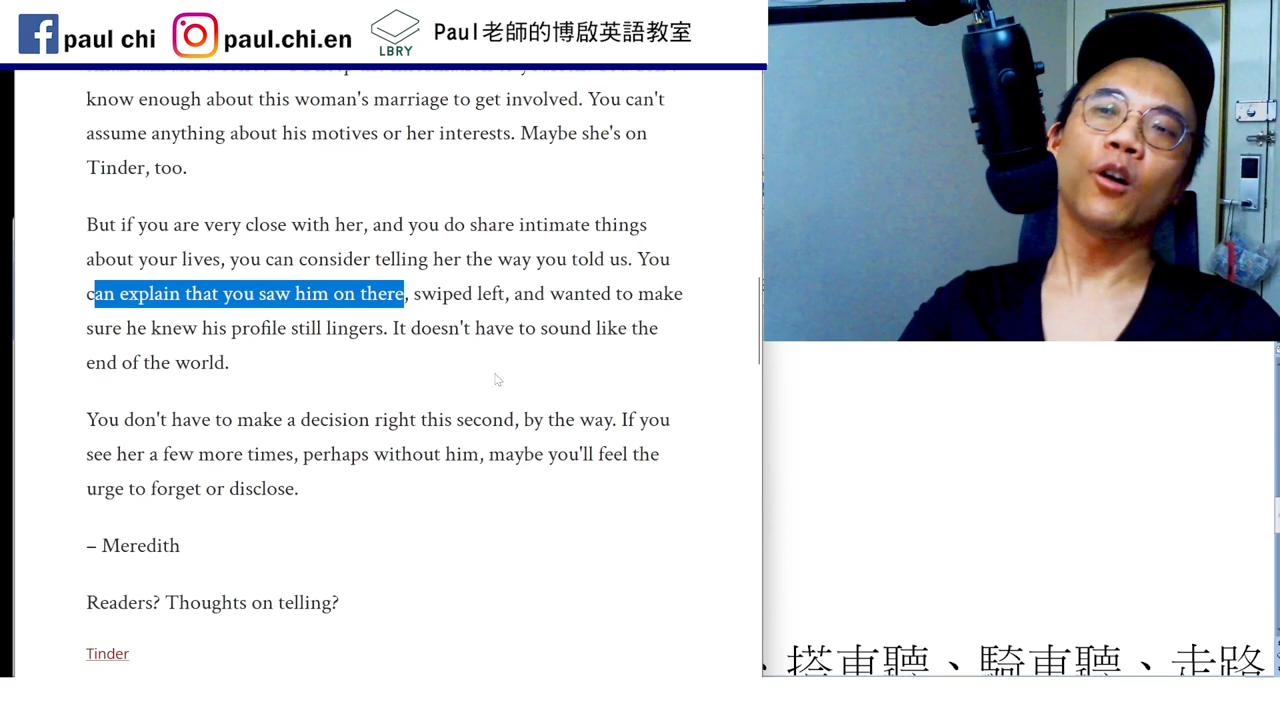 paul chi
paul.chi.en
LBRY
Paul老師的博啟英語教室
know enough about this woman's marriage to get involved. You can't
assume anything about his motives or her interests. Maybe she's on
Tinder, too.
But if you are very close with her, and you do share intimate things
about your lives, you can consider telling her the way you told us. You
can explain that you saw him on there, swiped left, and wanted to make
sure he knew his profile still lingers. It doesn't have to sound like the
end of the world.
You don't have to make a decision right this second, by the way. If you
see her a few more times, perhaps without him, maybe you'll feel the
urge to forget or disclose.
– Meredith
Readers? Thoughts on telling?
Tinder
、搭車聽、騎車聽、走路